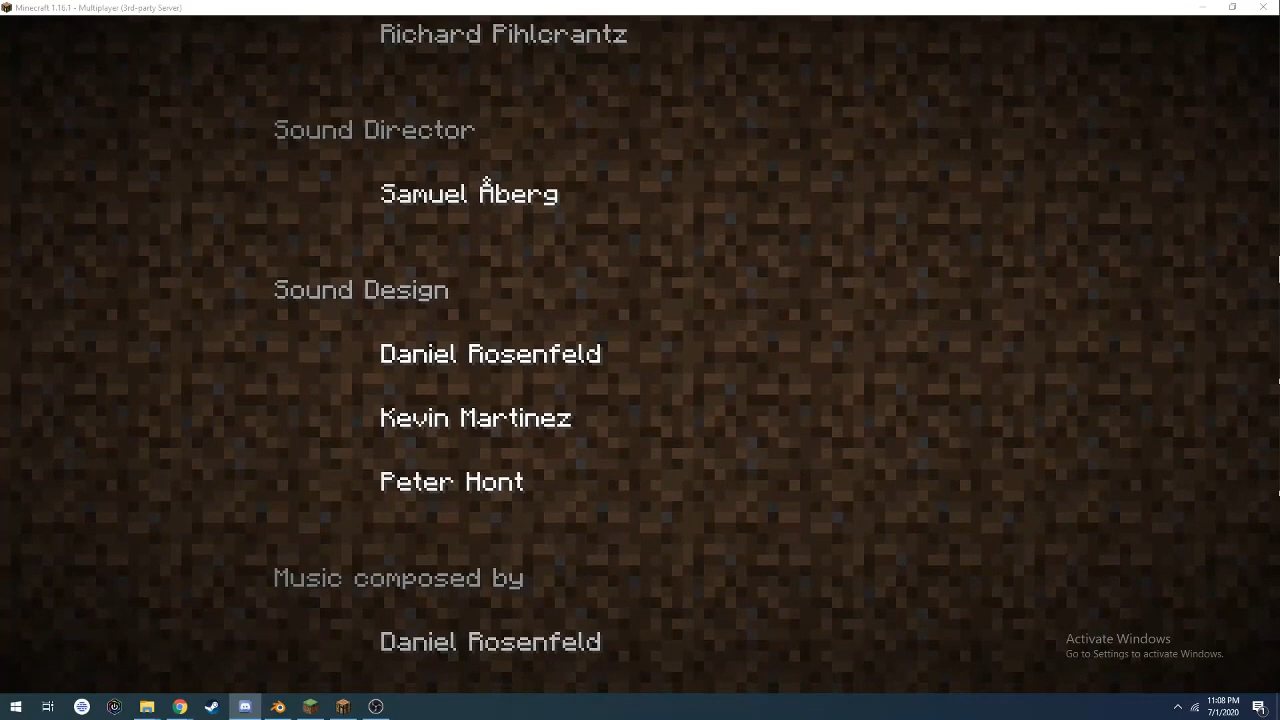 Minecraft 1.16.1 - Multiplayer (3rd-party Server)
Richard Pihlcrantz
Sound Director
Samuel Åberg
Sound Design
Daniel Rosenfeld
Kevin Martinez
Peter Hont
Music composed by
Daniel Rosenfeld
Activate Windows
Go to Settings to activate Windows.
11:08 PM
7/1/2020
1